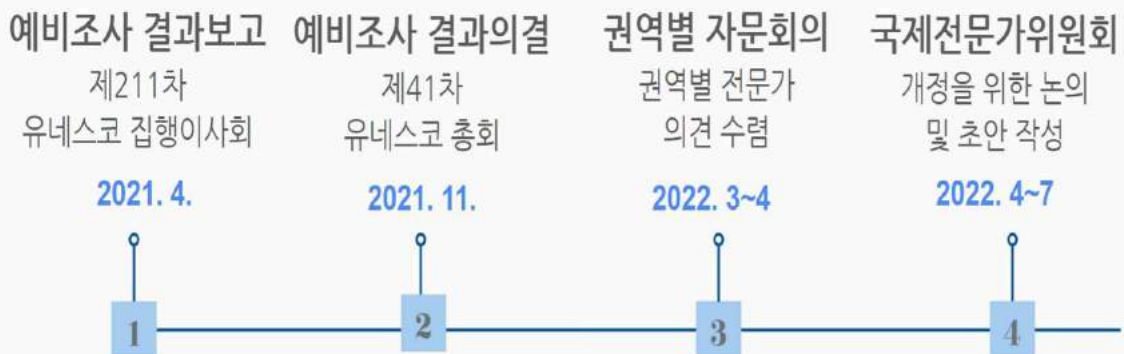 예비조사 결과보고
제211차
유네스코 집행이사회
2021. 4.
1
예비조사 결과의결
제41차
유네스코 총회
2021. 11.
2
권역별 자문회의
권역별 전문가
의견 수렴
2022. 3~4
3
국제전문가위원회
개정을 위한 논의
및 초안 작성
2022. 4~7
4